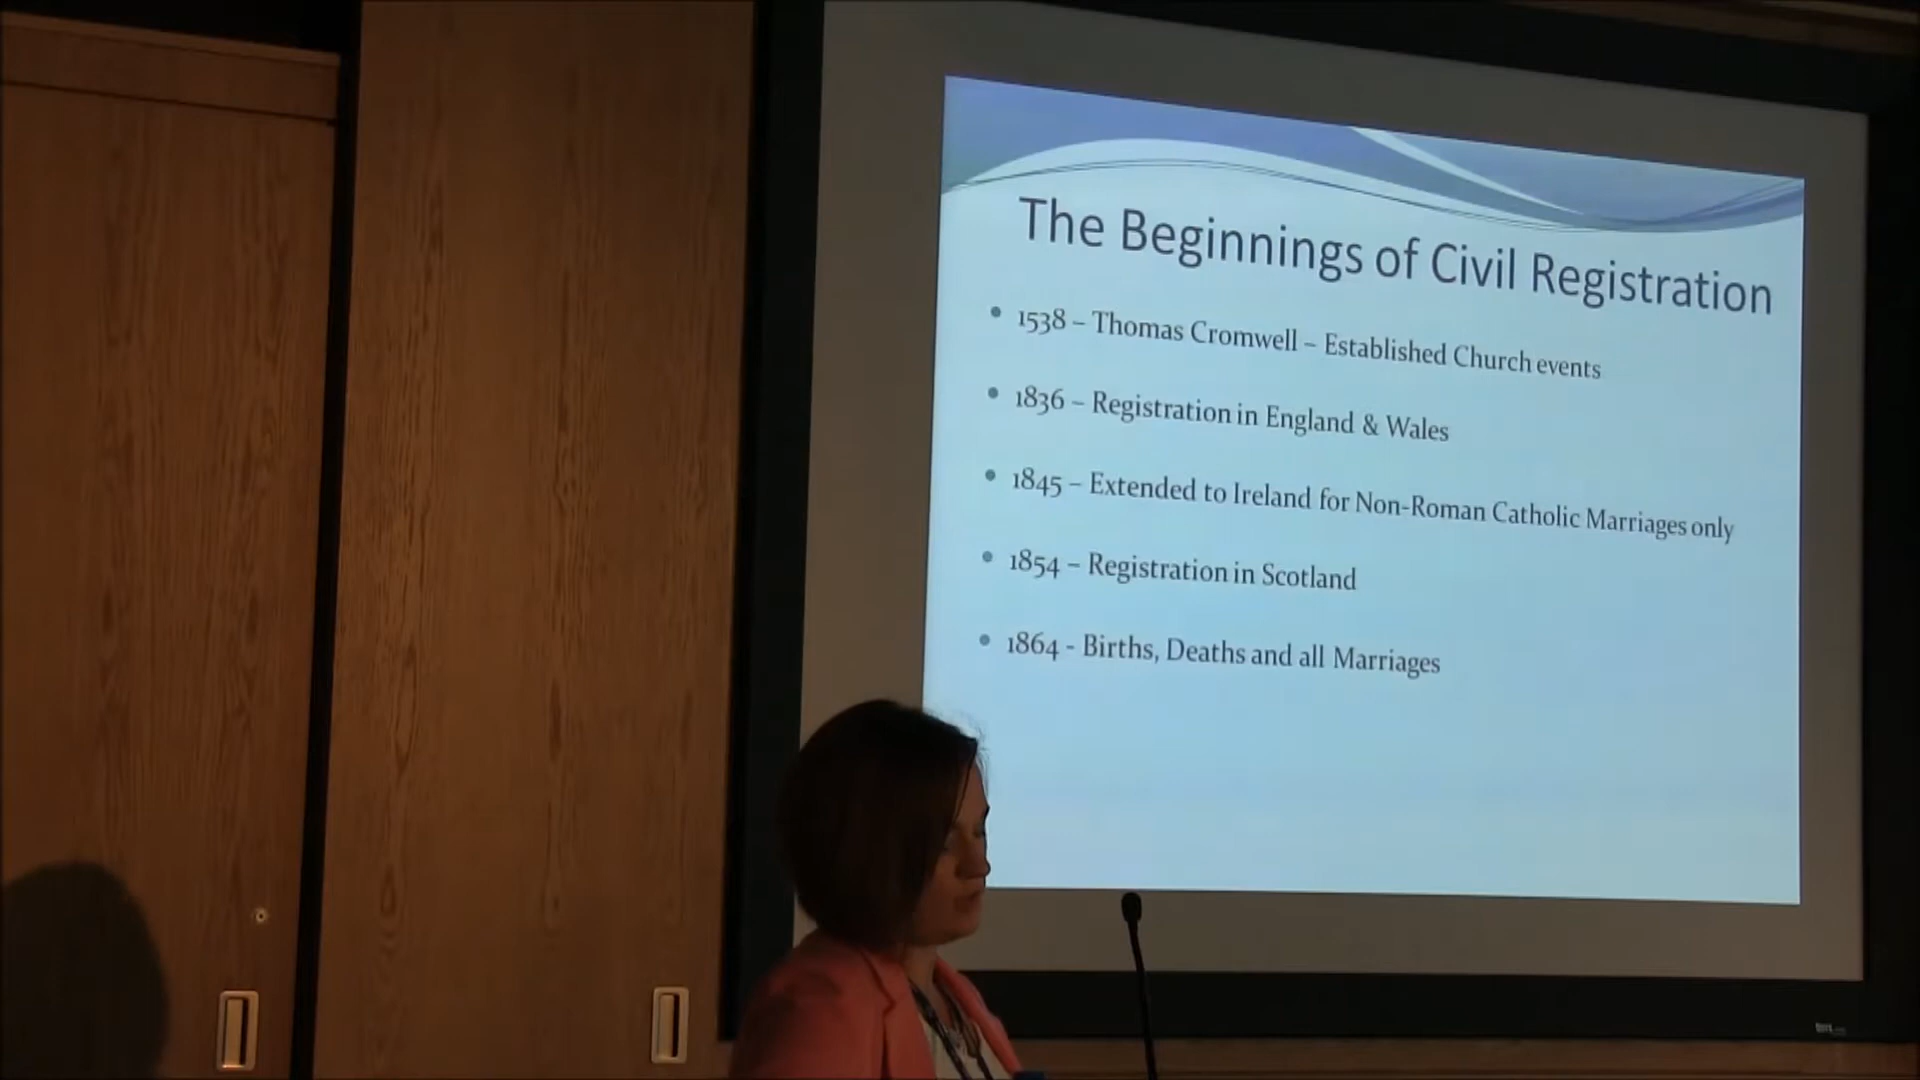 The Beginnings of Civil Registration
• 1538 – Thomas Cromwell – Established Church events
• 1836 – Registration in England & Wales
• 1845 – Extended to Ireland for Non-Roman Catholic Marriages only
• 1854 – Registration in Scotland
• 1864 - Births, Deaths and all Marriages